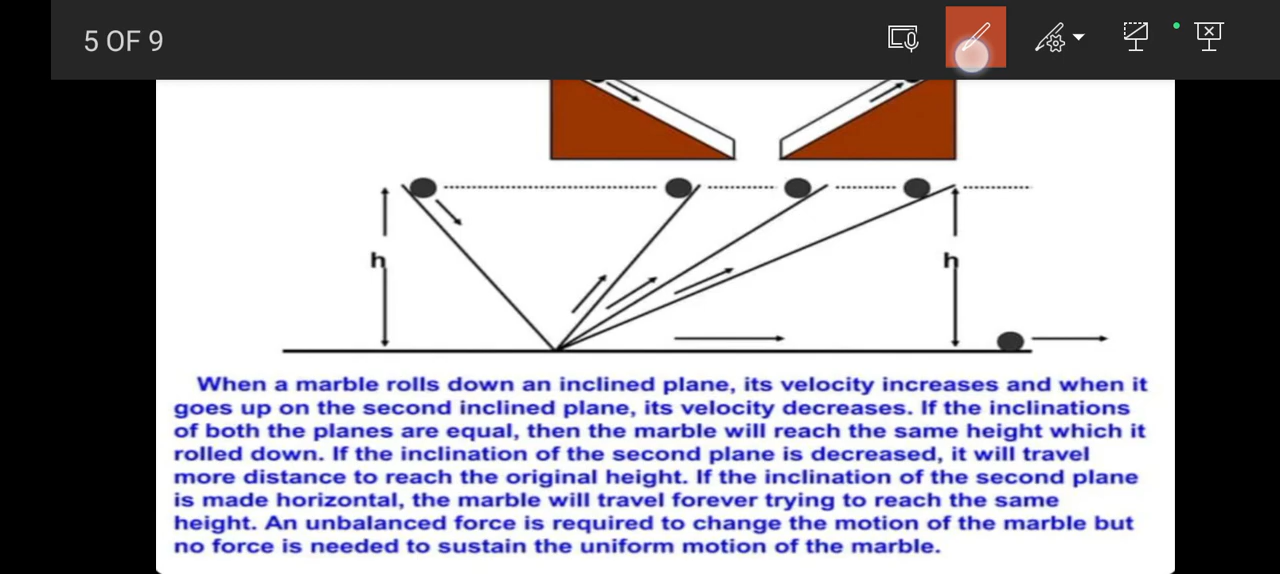 5 OF 9
h
h
When a marble rolls down an inclined plane, its velocity increases and when it
goes up on the second inclined plane, its velocity decreases. If the inclinations
of both the planes are equal, then the marble will reach the same height which it
rolled down. If the inclination of the second plane is decreased, it will travel
more distance to reach the original height. If the inclination of the second plane
is made horizontal, the marble will travel forever trying to reach the same
height. An unbalanced force is required to change the motion of the marble but
no force is needed to sustain the uniform motion of the marble.